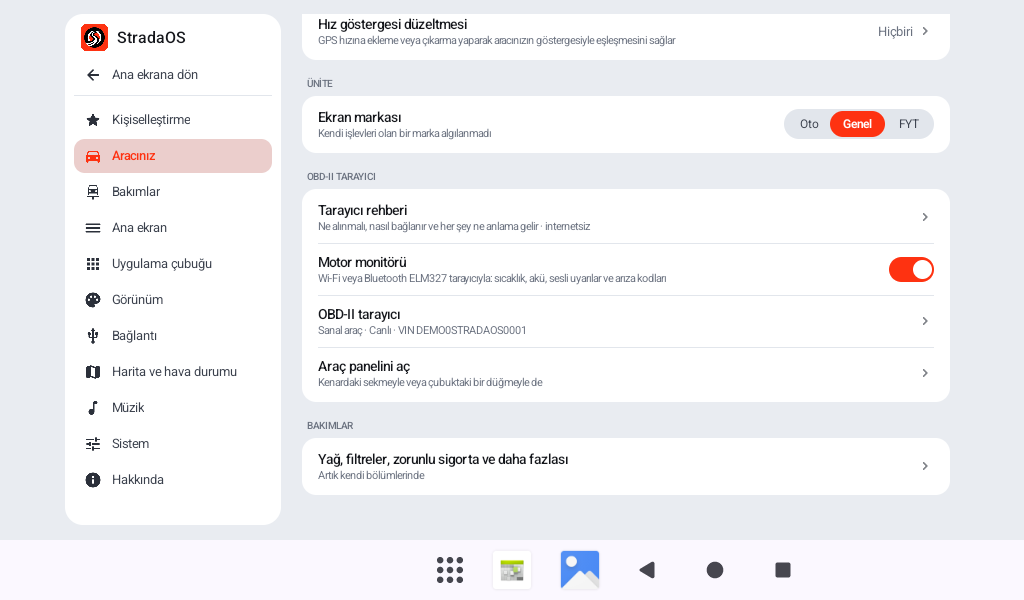 StradaOS
Ana ekrana dön
Kişiselleştirme
Aracınız
Bakımlar
Ana ekran
Uygulama çubuğu
Görünüm
Bağlantı
Harita ve hava durumu
Müzik
Sistem
Hakkında
Hız göstergesi düzeltmesi
GPS hızına ekleme veya çıkarma yaparak aracınızın göstergesiyle eşleşmesini sağlar
Hiçbiri
ÜNİTE
Ekran markası
Kendi işlevleri olan bir marka algılanmadı
Oto Genel FYT
OBD-II TARAYICI
Tarayıcı rehberi
Ne alınmalı, nasıl bağlanır ve her şey ne anlama gelir · internetsiz
Motor monitörü
Wi-Fi veya Bluetooth ELM327 tarayıcıyla: sıcaklık, akü, sesli uyarılar ve arıza kodları
OBD-II tarayıcı
Sanal araç · Canlı · VIN DEMO0STRADAOS0001
Araç panelini aç
Kenardaki sekmeyle veya çubuktaki bir düğmeyle de
BAKIMLAR
Yağ, filtreler, zorunlu sigorta ve daha fazlası
Artık kendi bölümlerinde